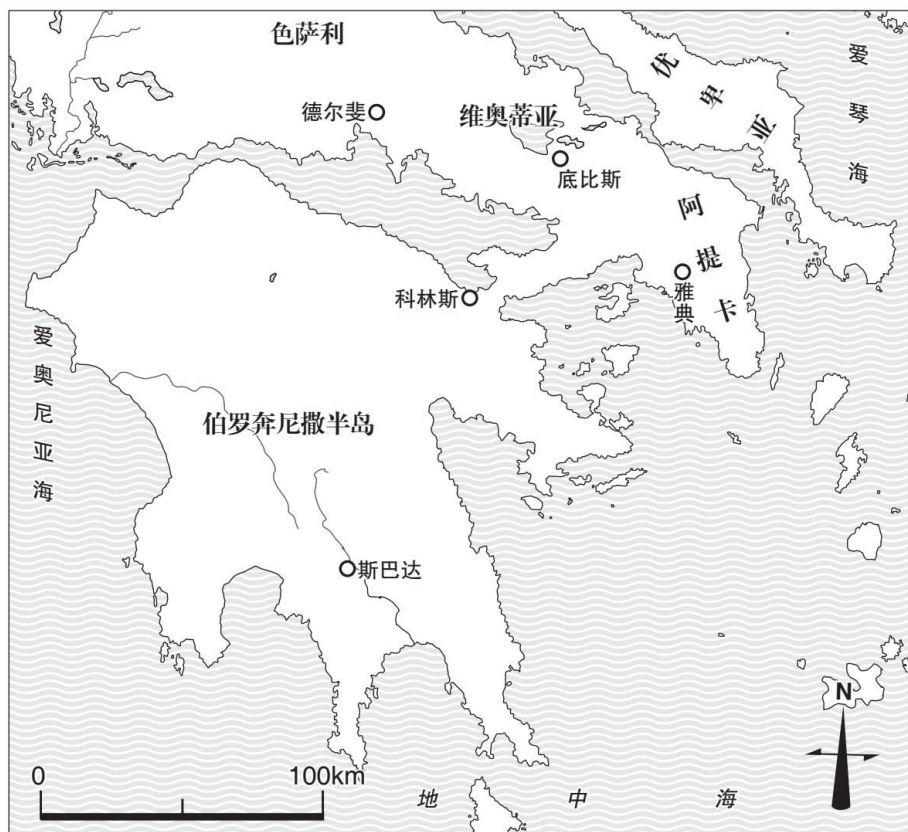 色萨利
优卑亚
爱琴海
德尔斐
维奥蒂亚
底比斯
阿提卡
雅典
科林斯
爱奥尼亚海
伯罗奔尼撒半岛
斯巴达
N
0 100km
地中海